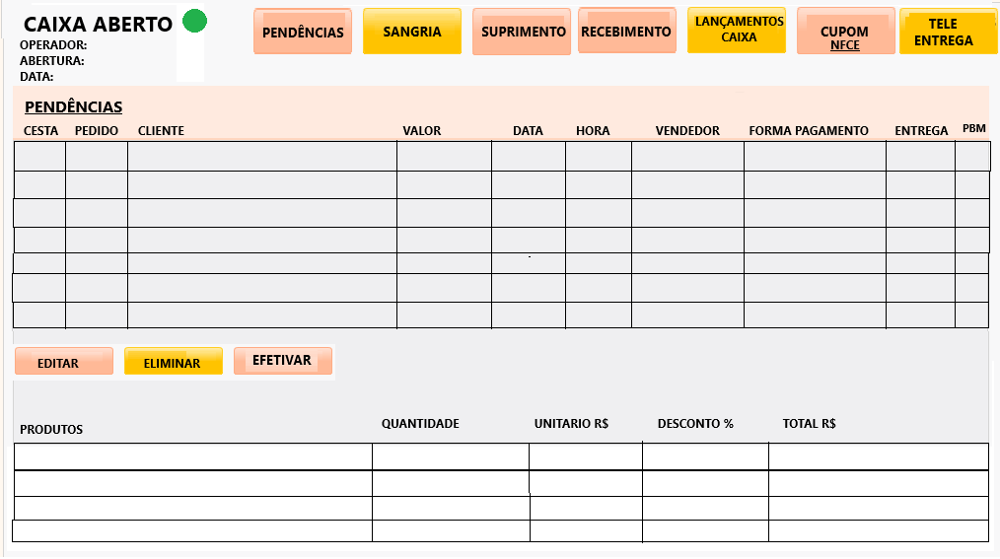 CAIXA ABERTO
OPERADOR:
ABERTURA:
DATA:
PENDÊNCIAS
SANGRIA
SUPRIMENTO
RECEBIMENTO
LANÇAMENTOS
CAIXA
CUPOM
NFCE
TELE
ENTREGA
PENDÊNCIAS
CESTA PEDIDO CLIENTE VALOR DATA HORA VENDEDOR FORMA PAGAMENTO ENTREGA PBM
EDITAR ELIMINAR EFETIVAR
PRODUTOS QUANTIDADE UNITARIO R$ DESCONTO % TOTAL R$